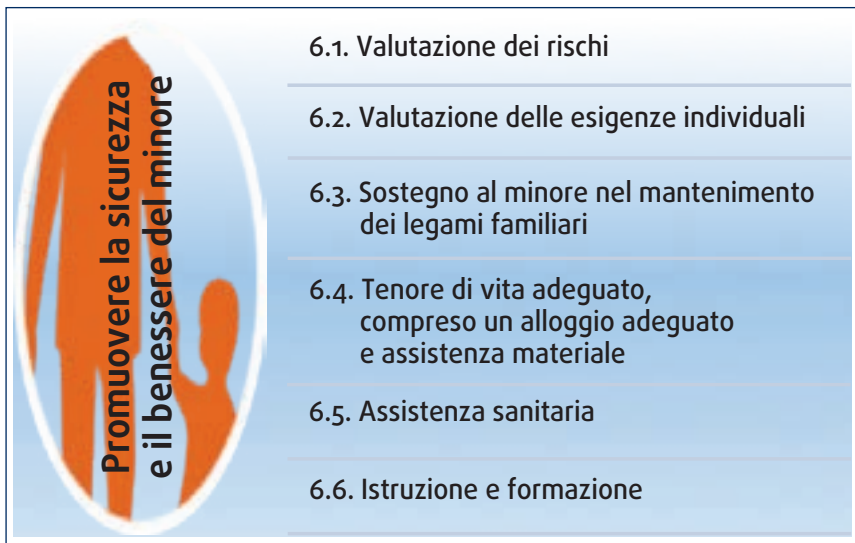 Promuovere la sicurezza
e il benessere del minore
6.1. Valutazione dei rischi
6.2. Valutazione delle esigenze individuali
6.3. Sostegno al minore nel mantenimento
dei legami familiari
6.4. Tenore di vita adeguato,
compreso un alloggio adeguato
e assistenza materiale
6.5. Assistenza sanitaria
6.6. Istruzione e formazione